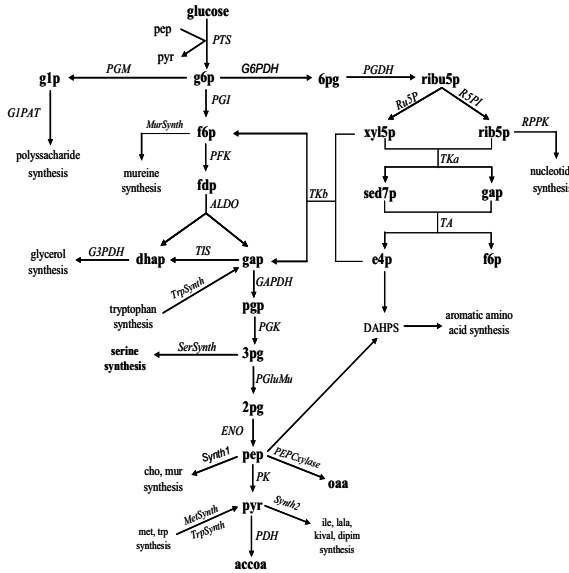 glucose
pep
PTS
pyr
g1p
PGM
g6p
G6PDH
6pg
PGDH
ribu5p
G1PAT
PGI
Ru5P
R5PI
MurSynth
f6p
xyl5p
rib5p
RPPK
polyssacharide
synthesis
mureine
synthesis
PFK
TKa
nucleotid
synthesis
fdp
TKb
sed7p
gap
ALDO
TA
glycerol
synthesis
G3PDH
dhap
TIS
gap
e4p
f6p
TrpSynth
GAPDH
tryptophan
synthesis
pgp
DAHPS
aromatic amino
acid synthesis
PGK
serine
synthesis
SerSynth
3pg
PGluMu
2pg
ENO
Synth1
pep
PEPCxylase
cho, mur
synthesis
PK
oaa
MetSynth
TrpSynth
pyr
Synth2
met, trp
synthesis
ile, lala,
kival, dipim
synthesis
PDH
accoa